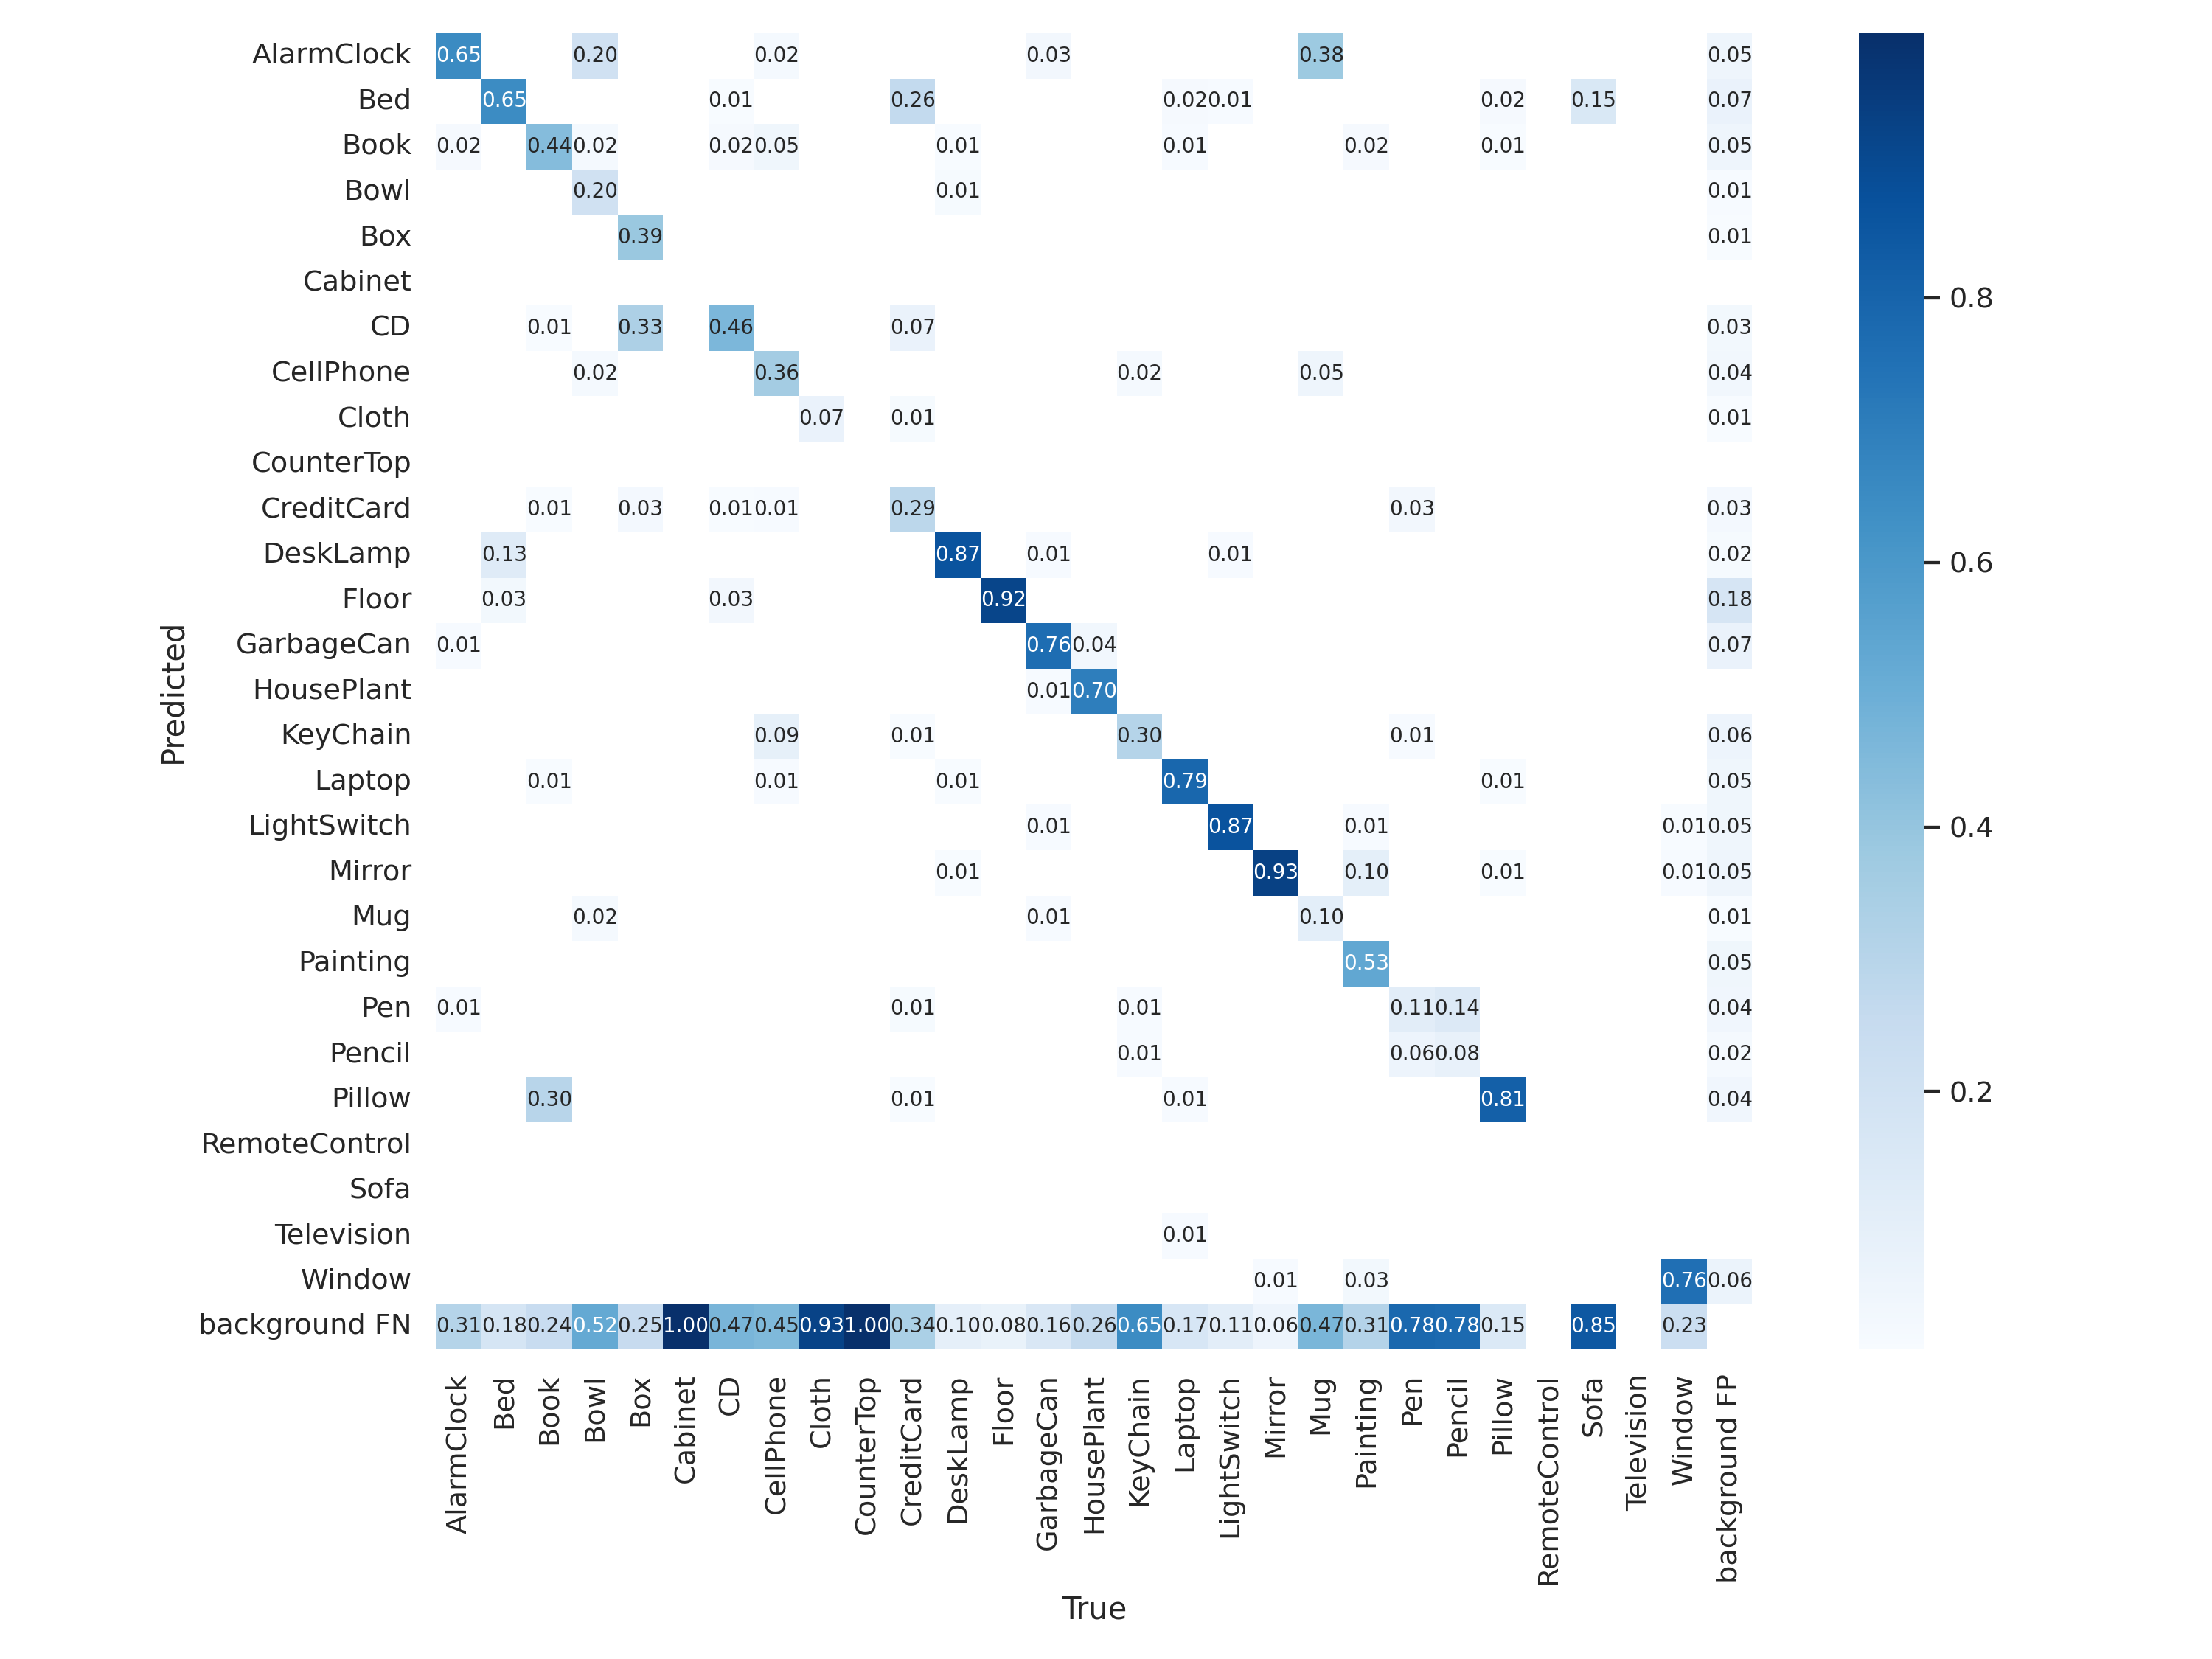 AlarmClock 0.65 0.20 0.02 0.03 0.38 0.05
Bed 0.65 0.01 0.26 0.02 0.01 0.02 0.15 0.07
Book 0.02 0.44 0.02 0.02 0.05 0.01 0.01 0.02 0.01 0.05
Bowl 0.20 0.01 0.01
Box 0.39 0.01
Cabinet
CD 0.01 0.33 0.46 0.07 0.03
0.8
CellPhone 0.02 0.36 0.02 0.05 0.04
Cloth 0.07 0.01 0.01
CounterTop
CreditCard 0.01 0.03 0.01 0.01 0.29 0.03 0.03
DeskLamp 0.13 0.87 0.01 0.01 0.02
0.6
Floor 0.03 0.03 0.92 0.18
GarbageCan 0.01 0.76 0.04 0.07
Predicted
HousePlant 0.01 0.70
KeyChain 0.09 0.01 0.30 0.01 0.06
Laptop 0.01 0.01 0.01 0.79 0.01 0.05
LightSwitch 0.01 0.87 0.01 0.01 0.05
0.4
Mirror 0.01 0.93 0.10 0.01 0.01 0.05
Mug 0.02 0.01 0.10 0.01
Painting 0.53 0.05
Pen 0.01 0.01 0.01 0.11 0.14 0.04
Pencil 0.01 0.06 0.08 0.02
Pillow 0.30 0.01 0.01 0.81 0.04
0.2
RemoteControl
Sofa
Television 0.01
Window 0.01 0.03 0.76 0.06
background FN 0.31 0.18 0.24 0.52 0.25 1.00 0.47 0.45 0.93 1.00 0.34 0.10 0.08 0.16 0.26 0.65 0.17 0.11 0.06 0.47 0.31 0.78 0.78 0.15 0.85 0.23
AlarmClock
Bed
Book
Bowl
Box
Cabinet
CD
CellPhone
Cloth
CounterTop
CreditCard
DeskLamp
Floor
GarbageCan
HousePlant
KeyChain
Laptop
LightSwitch
Mirror
Mug
Painting
Pen
Pencil
Pillow
RemoteControl
Sofa
Television
Window
background FP
True